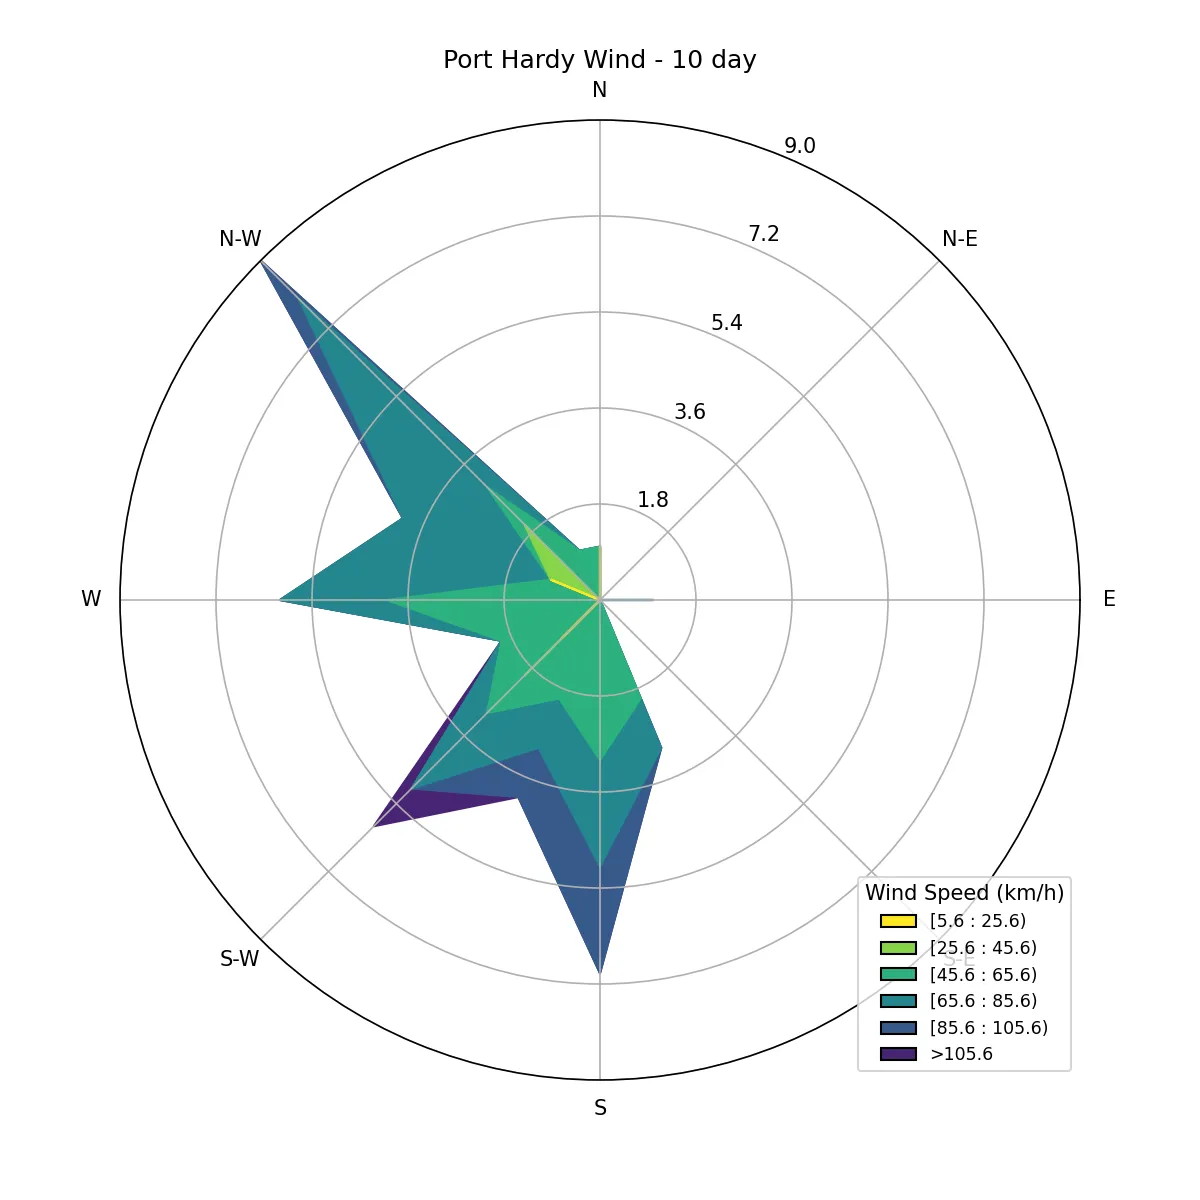 Port Hardy Wind - 10 day
N
9.0
7.2
N-W
N-E
5.4
3.6
1.8
W
E
S-W
S-E
S
Wind Speed (km/h)
[5.6 : 25.6)
[25.6 : 45.6)
[45.6 : 65.6)
[65.6 : 85.6)
[85.6 : 105.6)
>105.6